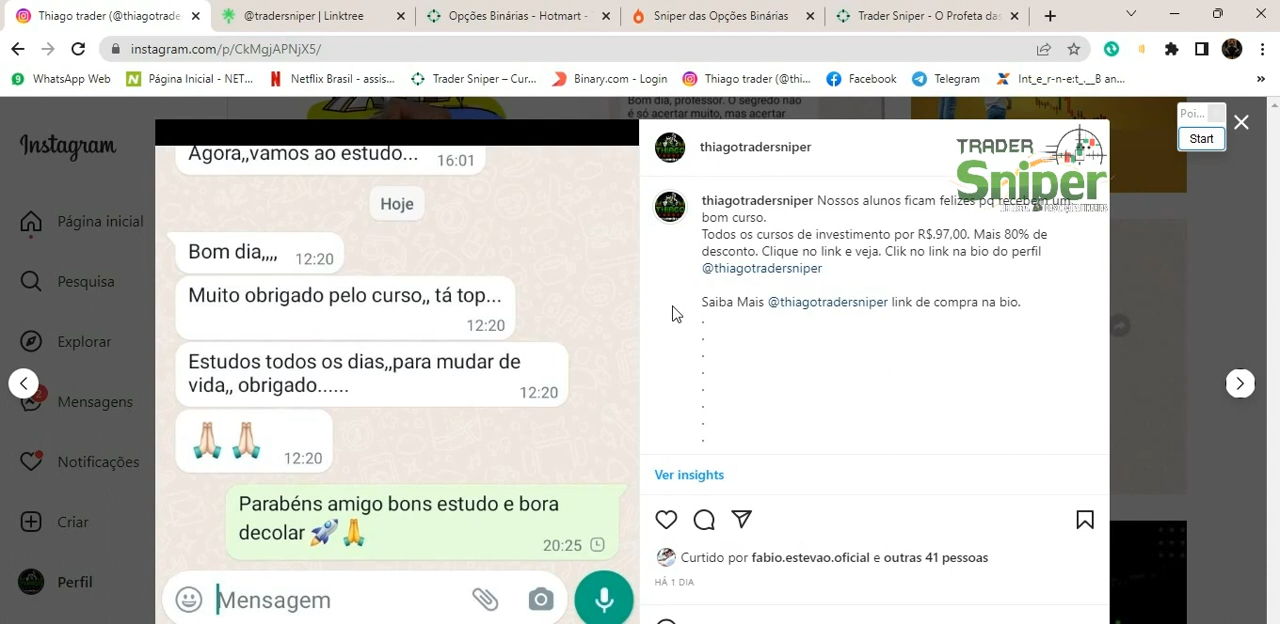 Thiago trader (@thiagotrade
@tradersniper | Linktree
Opções Binárias - Hotmart -
Sniper das Opções Binárias
Trader Sniper - O Profeta das
instagram.com/p/CkMgjAPNjX5/
WhatsApp Web
Página Inicial - NET...
Netflix Brasil - assis...
Trader Sniper – Cur...
Binary.com - Login
Thiago trader (@thi...
Facebook
Telegram
Int_e_r-n-e:t_._B an...
Bom dia, professor. O segredo não
é só acertar muito, mas acertar
Poi...
Start
Instagram
Página inicial
Pesquisa
Explorar
Mensagens
2
Notificações
Criar
Perfil
Agora,,vamos ao estudo... 16:01
Hoje
Bom dia,,,, 12:20
Muito obrigado pelo curso,, tá top...
12:20
Estudos todos os dias,,para mudar de
vida,, obrigado...... 12:20
🙏🏻 🙏🏻 12:20
Parabéns amigo bons estudo e bora
decolar 🚀🙏
20:25
Mensagem
thiagotradersniper
TRADER
Sniper
thiagotradersniper Nossos alunos ficam felizes pq recebem um
bom curso.
Todos os cursos de investimento por R$.97,00. Mais 80% de
desconto. Clique no link e veja. Clik no link na bio do perfil
@thiagotradersniper
Saiba Mais @thiagotradersniper link de compra na bio.
.
.
.
.
.
.
.
.
Ver insights
Curtido por fabio.estevao.oficial e outras 41 pessoas
HÁ 1 DIA